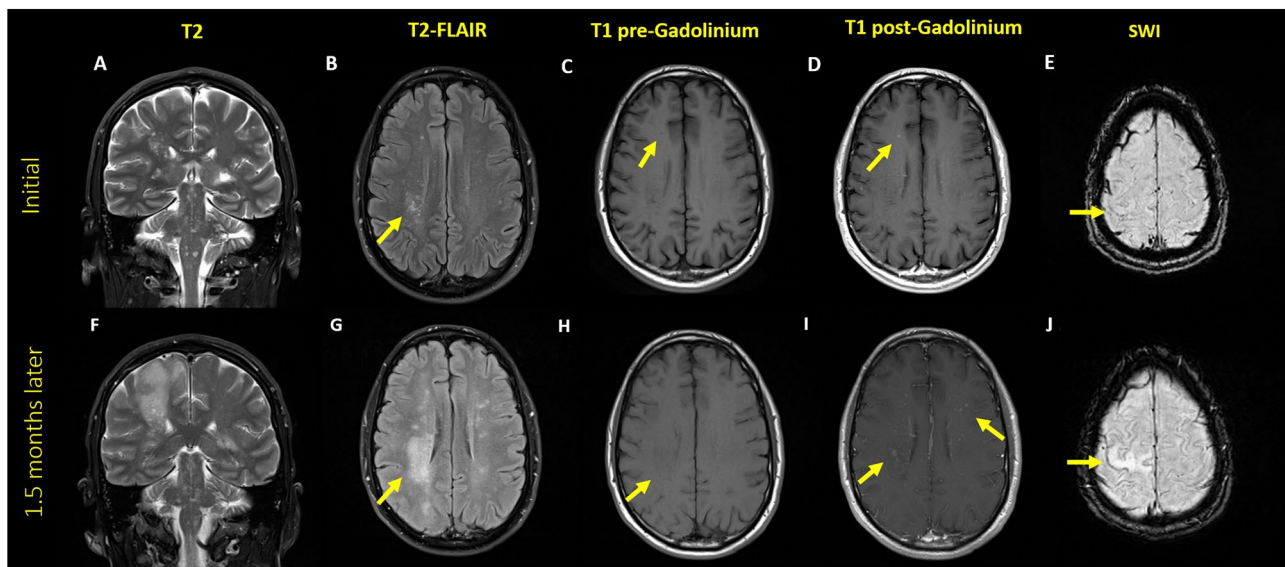 T2
T2-FLAIR
T1 pre-Gadolinium
T1 post-Gadolinium
SWI
Initial
A
B
C
D
E
1.5 months later
F
G
H
I
J